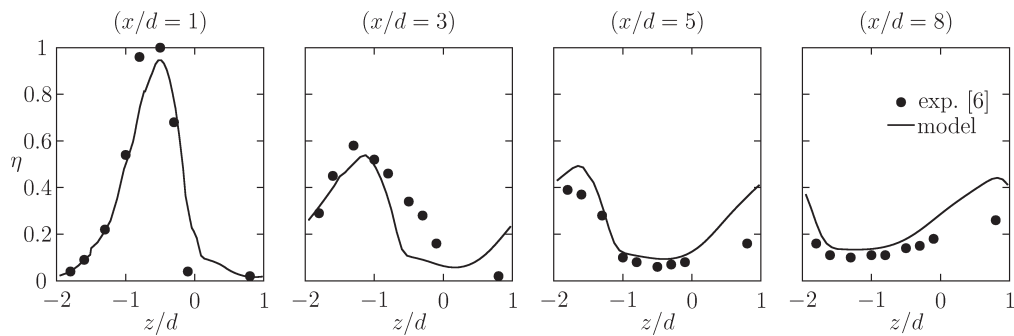 (x/d = 1)
(x/d = 3)
(x/d = 5)
(x/d = 8)
1
0.8
0.6
0.4
0.2
0
η
exp. [6]
model
−2 −1 0 1
−2 −1 0 1
−2 −1 0 1
−2 −1 0 1
z/d
z/d
z/d
z/d